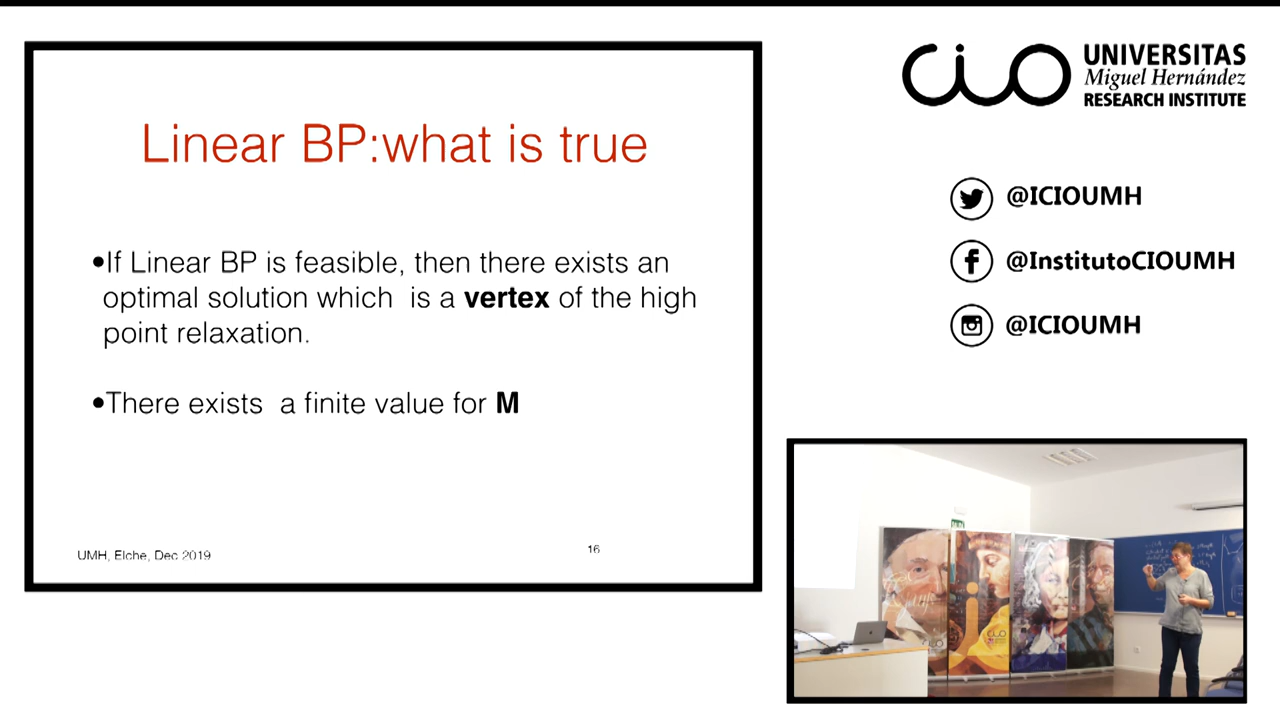 Linear BP:what is true
•If Linear BP is feasible, then there exists an
optimal solution which is a vertex of the high
point relaxation.
•There exists a finite value for M
UMH, Elche, Dec 2019
16
cio
UNIVERSITAS
Miguel Hernández
RESEARCH INSTITUTE
@ICIOUMH
@InstitutoCIOUMH
@ICIOUMH